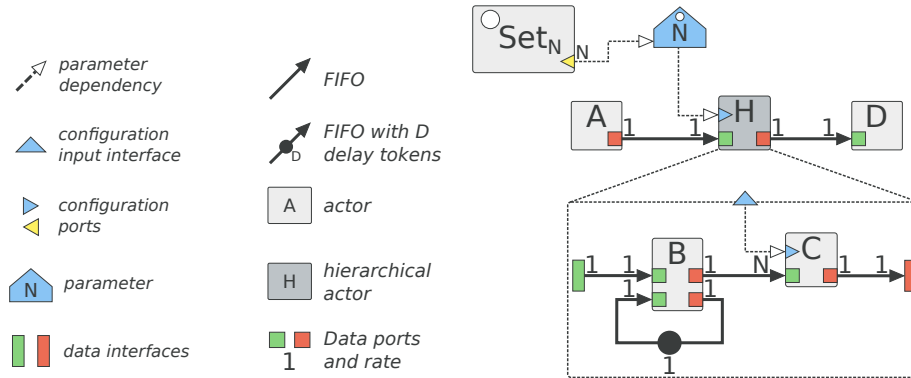 parameter
dependency
FIFO
configuration
input interface
FIFO with D
delay tokens
D
configuration
ports
A
actor
N
parameter
H
hierarchical
actor
data interfaces
1
Data ports
and rate
Set_N
N
N
A
1
1
H
1
1
D
1
1
B
1
N
C
1
1
1
1
1